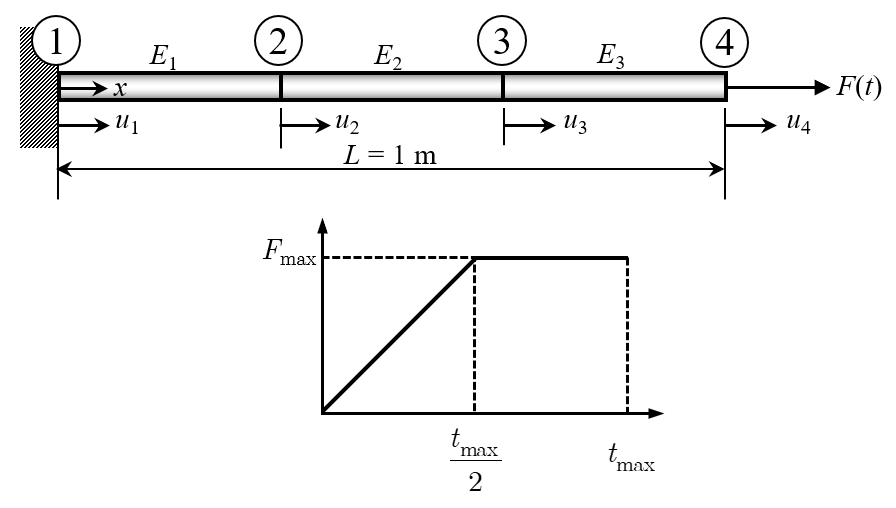 1 2 3 4
E₁ E₂ E₃
x F(t)
u₁ u₂ u₃ u₄
L = 1 m
Fmax
tmax
2
tmax